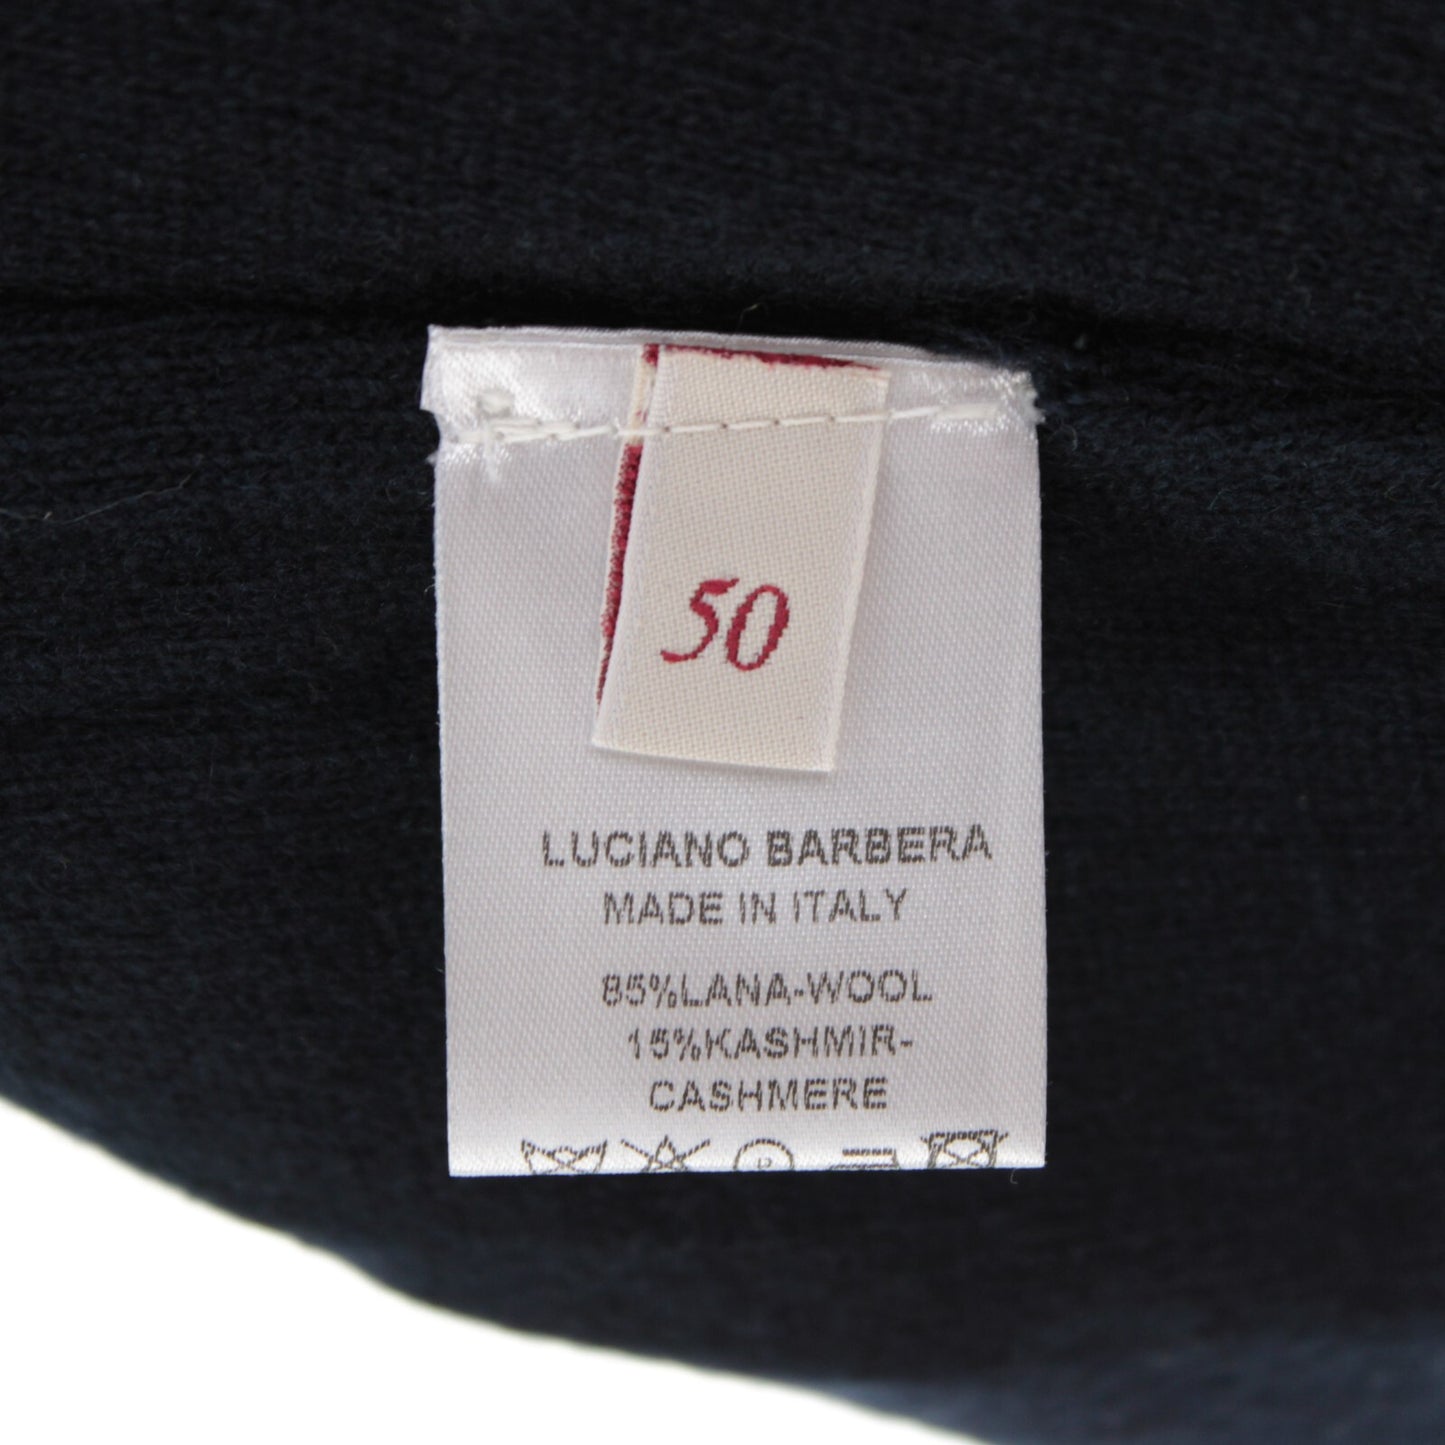 50
LUCIANO BARBERA
MADE IN ITALY
85%LANA-WOOL
15%KASHMIR-
CASHMERE
P